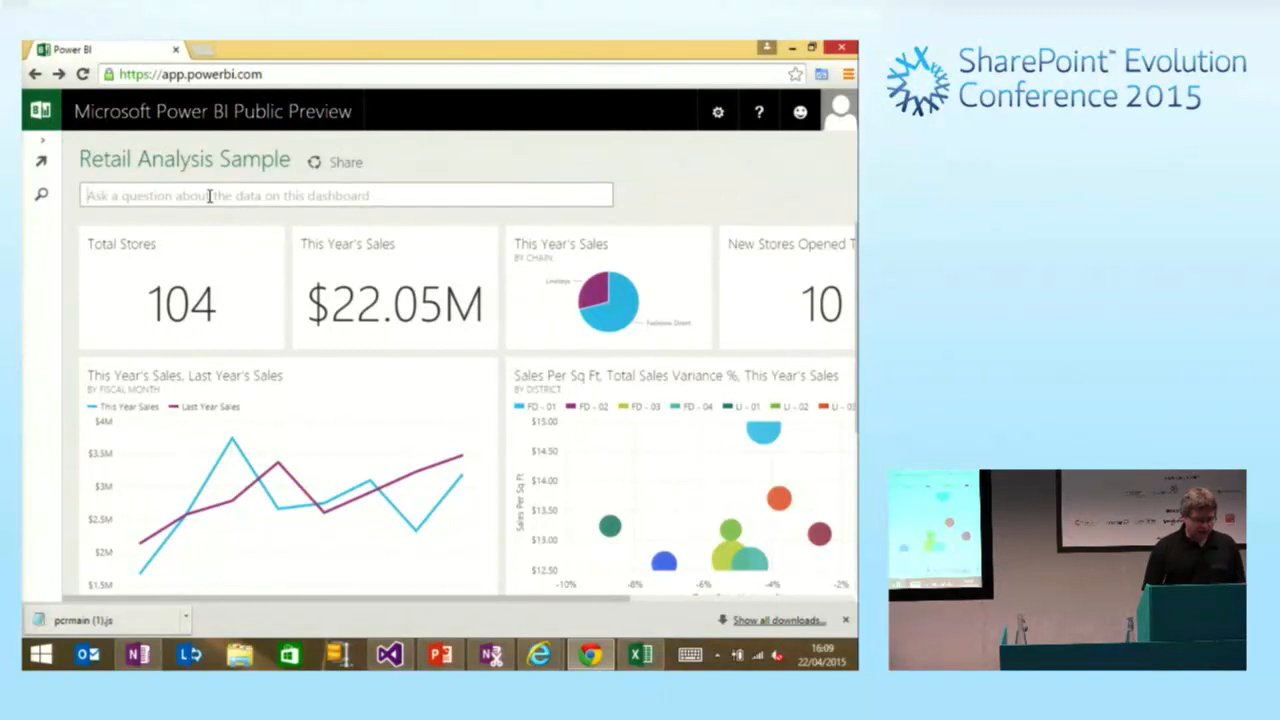 Power BI
https://app.powerbi.com
Microsoft Power BI Public Preview
?
Retail Analysis Sample
Share
Ask a question about the data on this dashboard
Total Stores
104
This Year's Sales
$22.05M
This Year's Sales
BY CHAIN
Lindseys
Fashions Direct
New Stores Opened T
10
This Year's Sales, Last Year's Sales
BY FISCAL MONTH
This Year Sales
Last Year Sales
$4M
$3.5M
$3M
$2.5M
$2M
$1.5M
Sales Per Sq Ft, Total Sales Variance %, This Year's Sales
BY DISTRICT
FD - 01
FD - 02
FD - 03
FD - 04
LI - 01
LI - 02
LI - 03
$15.00
$14.50
$14.00
$13.50
$13.00
$12.50
Sales Per Sq Ft
-10%
-8%
-6%
-4%
-2%
pcrmain (1).js
Show all downloads...
16:09
22/04/2015
SharePoint™ Evolution
Conference 2015